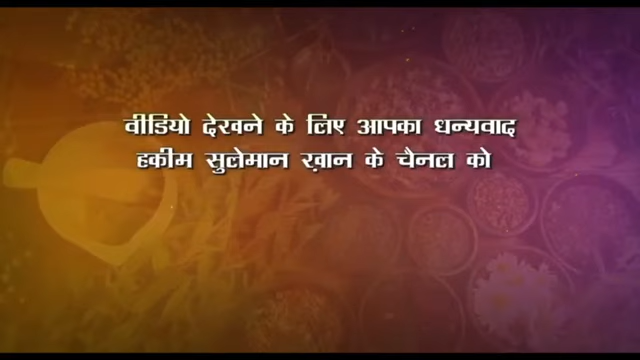 वीडियो देखने के लिए आपका धन्यवाद
हकीम सुलेमान ख़ान के चैनल को